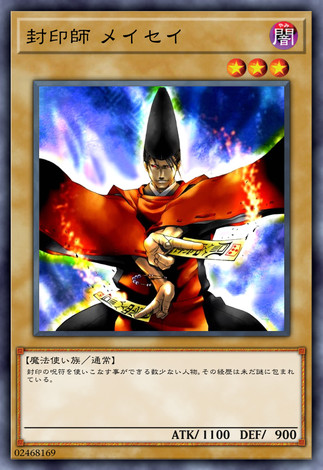 封印師 メイセイ
やみ
闇
【魔法使い族／通常】
封印の呪符を使いこなす事ができる数少ない人物。その経歴は未だ謎に包ま
れている。
ATK/ 1100 DEF/ 900
02468169